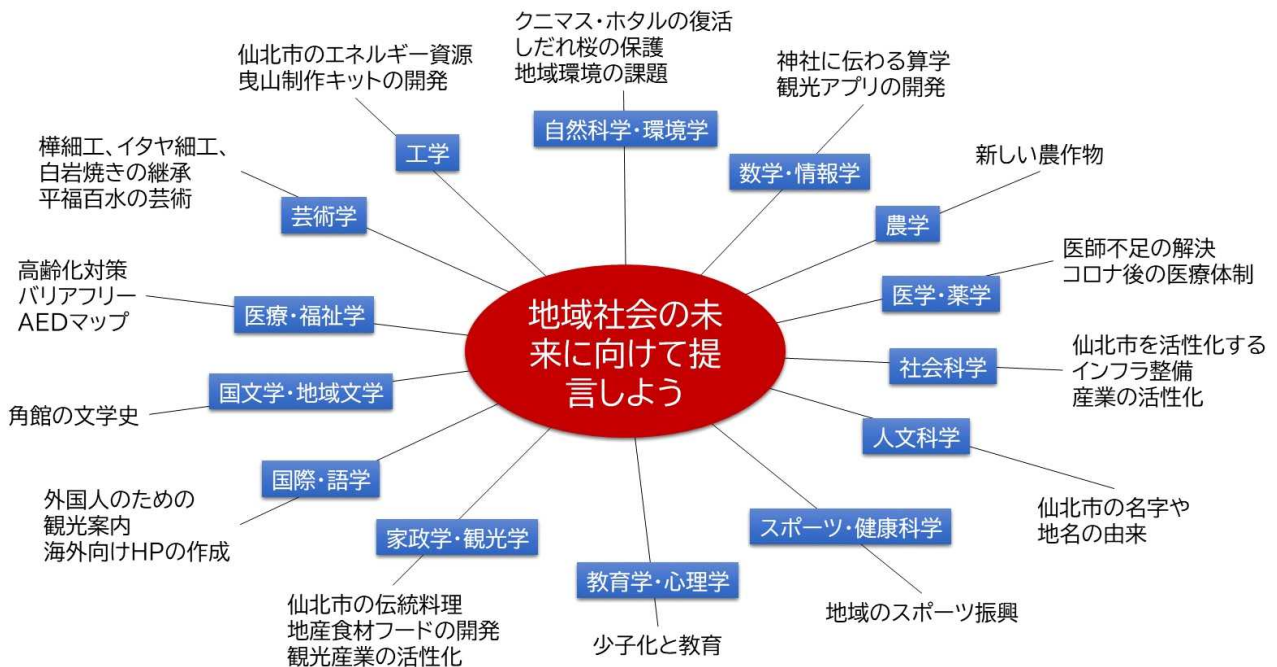 クニマス・ホタルの復活
しだれ桜の保護
地域環境の課題
自然科学・環境学
神社に伝わる算学
観光アプリの開発
数学・情報学
新しい農作物
農学
医師不足の解決
コロナ後の医療体制
医学・薬学
仙北市を活性化する
インフラ整備
産業の活性化
社会科学
人文科学
仙北市の名字や
地名の由来
スポーツ・健康科学
地域のスポーツ振興
教育学・心理学
少子化と教育
家政学・観光学
仙北市の伝統料理
地産食材フードの開発
観光産業の活性化
国際・語学
外国人のための
観光案内
海外向けHPの作成
国文学・地域文学
角館の文学史
医療・福祉学
高齢化対策
バリアフリー
AEDマップ
芸術学
樺細工、イタヤ細工、
白岩焼きの継承
平福百水の芸術
工学
仙北市のエネルギー資源
曳山制作キットの開発
地域社会の未
来に向けて提
言しよう